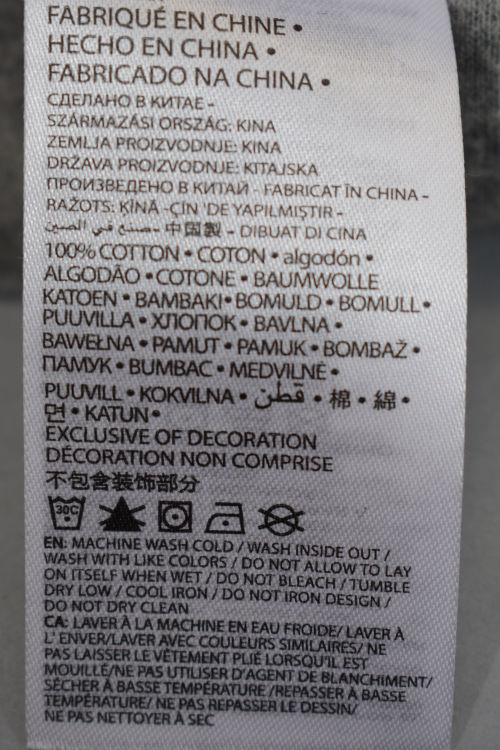 FABRIQUÉ EN CHINE •
HECHO EN CHINA •
FABRICADO NA CHINA •
СДЕЛАНО В КИТАЕ -
SZÁRMAZÁSI ORSZÁG: KINA
ZEMLJA PROIZVODNJE: KINA
DRŽAVA PROIZVODNJE: KITAJSKA
ПРОИЗВЕДЕНО В КИТАЙ - FABRICAT ÎN CHINA -
RAŽOTS: ĶĪNĀ -ÇİN 'DE YAPILMIŞTIR -
صنع في الصين - 中国製 - DIBUAT DI CINA
100% COTTON • COTON • algodón •
ALGODÃO • COTONE • BAUMWOLLE
KATOEN • BAMBAKI • BOMULD • BOMULL •
PUUVILLA • ХЛОПОК • BAVLNA •
BAWEŁNA • PAMUT • PAMUK • BOMBAŽ •
ПАМУК • BUMBAC • MEDVILNĖ •
PUUVILL • KOKVILNA • قطن • 棉 • 綿 •
면 • KATUN •
EXCLUSIVE OF DECORATION
DÉCORATION NON COMPRISE
不包含装饰部分
30C
EN: MACHINE WASH COLD / WASH INSIDE OUT /
WASH WITH LIKE COLORS / DO NOT ALLOW TO LAY
ON ITSELF WHEN WET / DO NOT BLEACH / TUMBLE
DRY LOW / COOL IRON / DO NOT IRON DESIGN /
DO NOT DRY CLEAN
CA: LAVER À LA MACHINE EN EAU FROIDE/ LAVER À
L' ENVER/LAVER AVEC COULEURS SIMILAIRES/ NE
PAS LAISSER LE VÊTEMENT PLIÉ LORSQU'IL EST
MOUILLÉ/NE PAS UTILISER D'AGENT DE BLANCHIMENT/
SÉCHER À BASSE TEMPÉRATURE /REPASSER À BASSE
TEMPÉRATURE/ NE PAS REPASSER LE DESSIN/
NE PAS NETTOYER À SEC